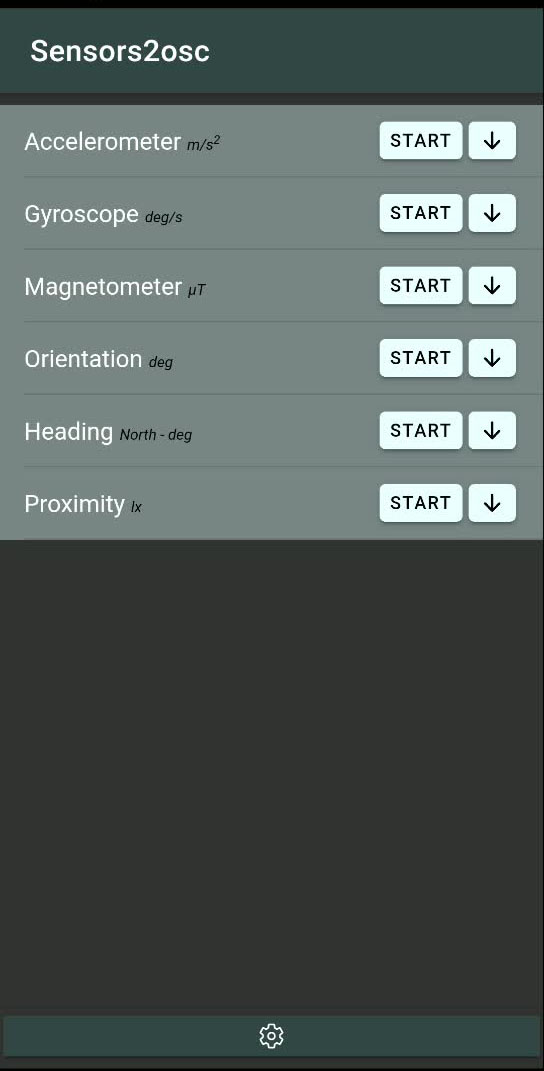 Sensors2osc
Accelerometer m/s² START
Gyroscope deg/s START
Magnetometer µT START
Orientation deg START
Heading North - deg START
Proximity lx START